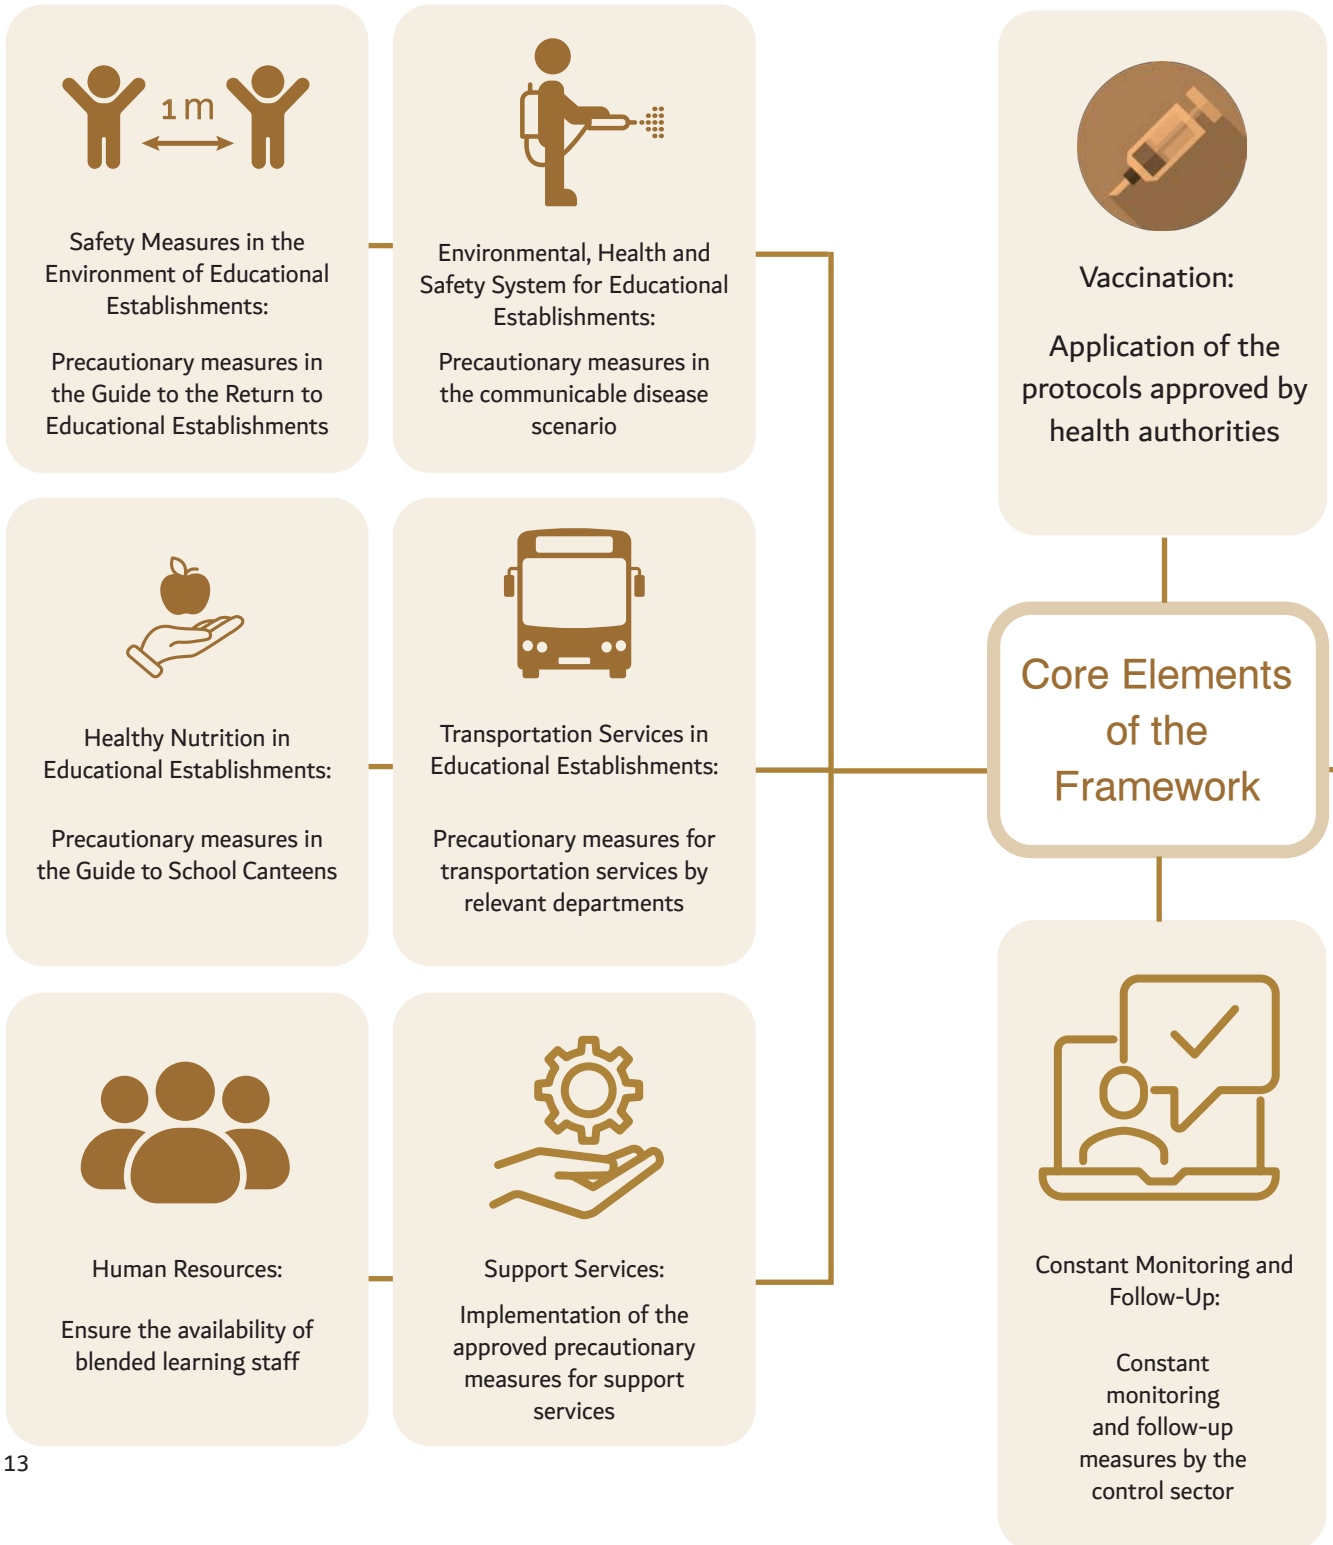 1 m
Safety Measures in the
Environment of Educational
Establishments:
Precautionary measures in
the Guide to the Return to
Educational Establishments
Environmental, Health and
Safety System for Educational
Establishments:
Precautionary measures in
the communicable disease
scenario
Vaccination:
Application of the
protocols approved by
health authorities
Healthy Nutrition in
Educational Establishments:
Precautionary measures in
the Guide to School Canteens
Transportation Services in
Educational Establishments:
Precautionary measures for
transportation services by
relevant departments
Core Elements
of the
Framework
Human Resources:
Ensure the availability of
blended learning staff
Support Services:
Implementation of the
approved precautionary
measures for support
services
Constant Monitoring and
Follow-Up:
Constant
monitoring
and follow-up
measures by the
control sector
13